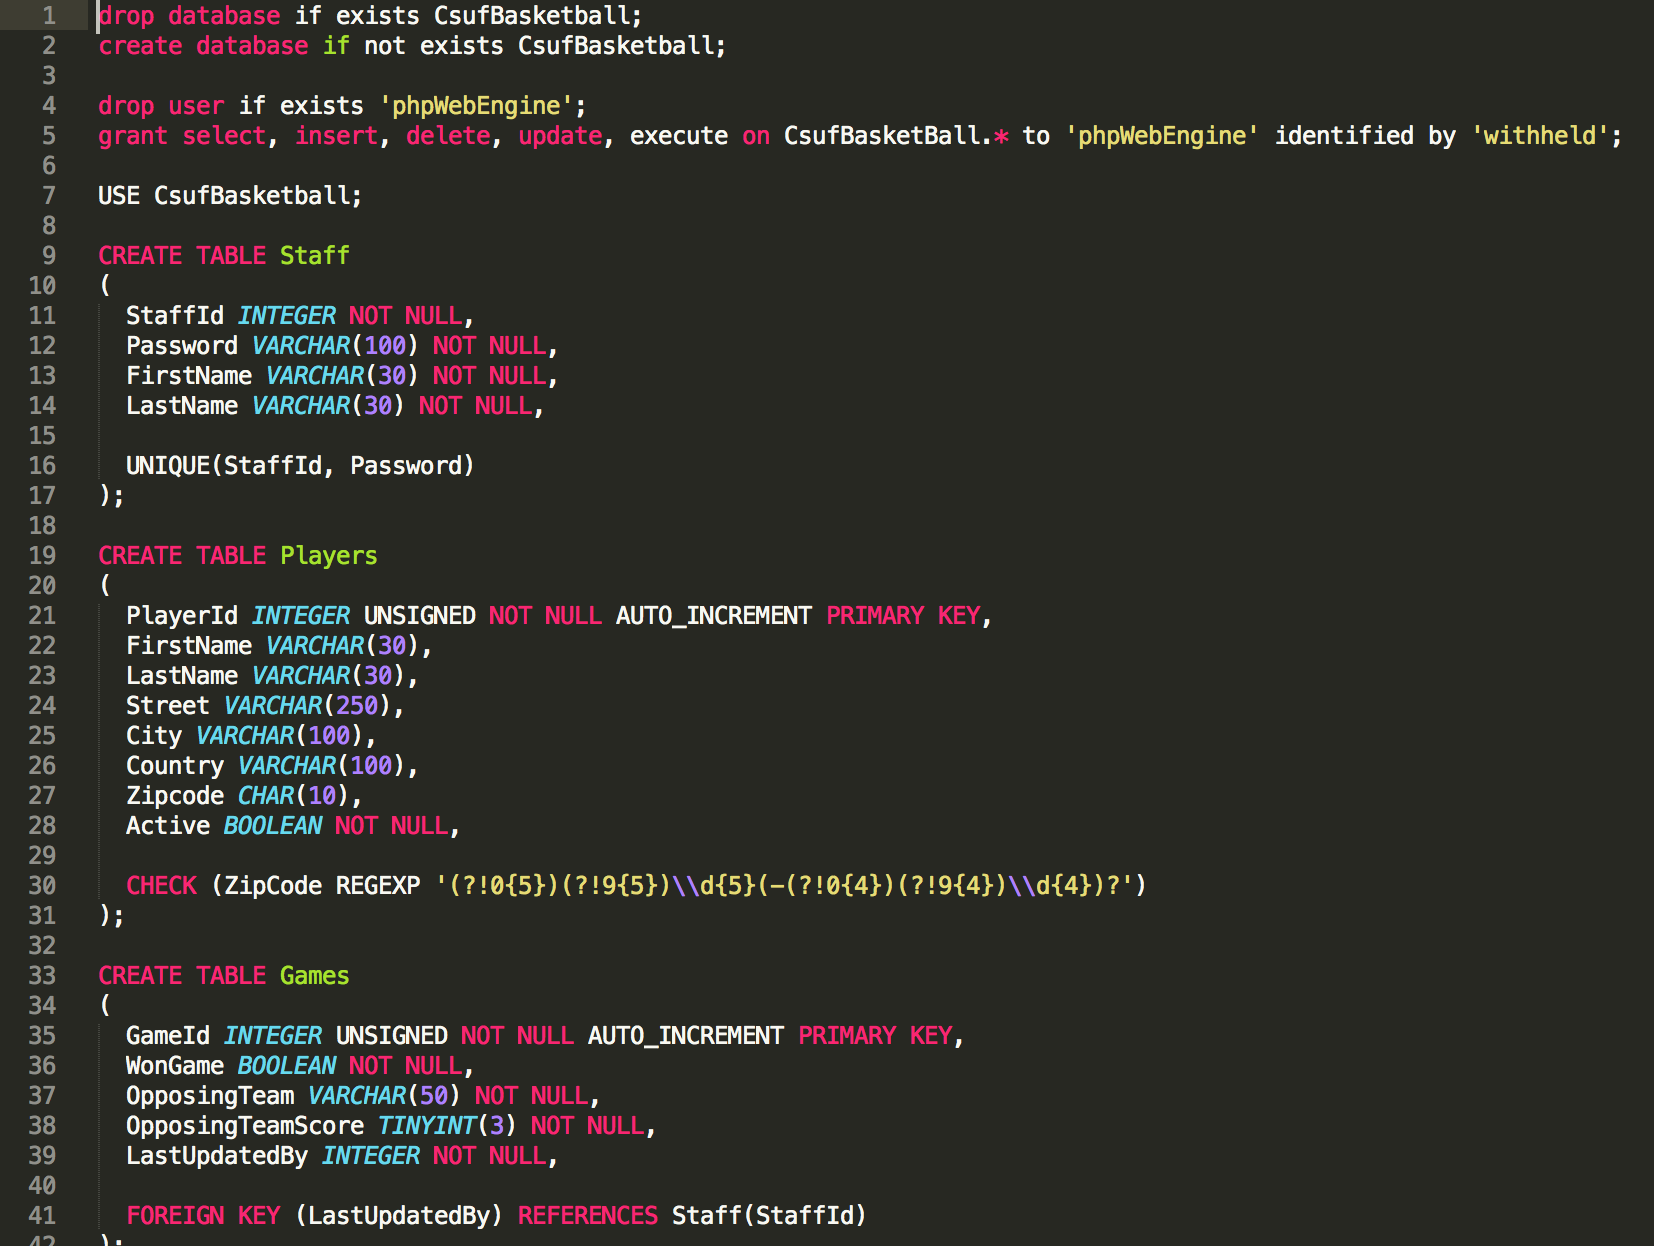 1 drop database if exists CsufBasketball;
2 create database if not exists CsufBasketball;
3
4 drop user if exists 'phpWebEngine';
5 grant select, insert, delete, update, execute on CsufBasketBall.* to 'phpWebEngine' identified by 'withheld';
6
7 USE CsufBasketball;
8
9 CREATE TABLE Staff
10 (
11 StaffId INTEGER NOT NULL,
12 Password VARCHAR(100) NOT NULL,
13 FirstName VARCHAR(30) NOT NULL,
14 LastName VARCHAR(30) NOT NULL,
15
16 UNIQUE(StaffId, Password)
17 );
18
19 CREATE TABLE Players
20 (
21 PlayerId INTEGER UNSIGNED NOT NULL AUTO_INCREMENT PRIMARY KEY,
22 FirstName VARCHAR(30),
23 LastName VARCHAR(30),
24 Street VARCHAR(250),
25 City VARCHAR(100),
26 Country VARCHAR(100),
27 Zipcode CHAR(10),
28 Active BOOLEAN NOT NULL,
29
30 CHECK (ZipCode REGEXP '(?!0{5})(?!9{5})\\d{5}(-(?!0{4})(?!9{4})\\d{4})?')
31 );
32
33 CREATE TABLE Games
34 (
35 GameId INTEGER UNSIGNED NOT NULL AUTO_INCREMENT PRIMARY KEY,
36 WonGame BOOLEAN NOT NULL,
37 OpposingTeam VARCHAR(50) NOT NULL,
38 OpposingTeamScore TINYINT(3) NOT NULL,
39 LastUpdatedBy INTEGER NOT NULL,
40
41 FOREIGN KEY (LastUpdatedBy) REFERENCES Staff(StaffId)
42 );